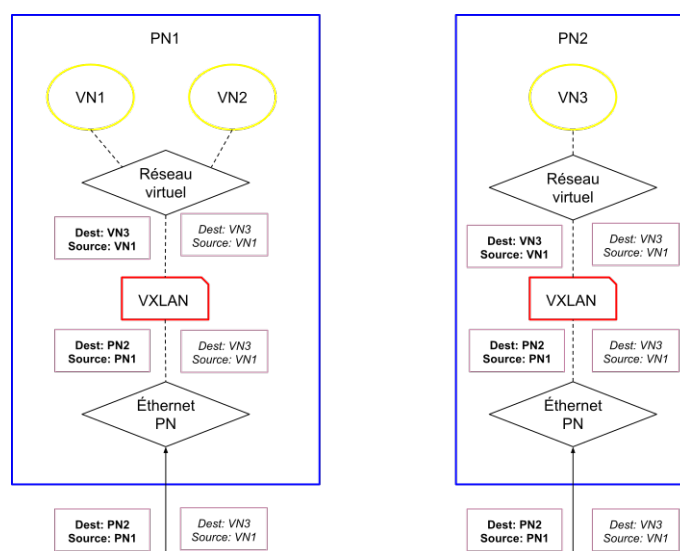 PN1
VN1
VN2
Réseau
virtuel
Dest: VN3
Source: VN1
Dest: VN3
Source: VN1
VXLAN
Dest: PN2
Source: PN1
Dest: VN3
Source: VN1
Éthernet
PN
Dest: PN2
Source: PN1
Dest: VN3
Source: VN1
PN2
VN3
Réseau
virtuel
Dest: VN3
Source: VN1
Dest: VN3
Source: VN1
VXLAN
Dest: PN2
Source: PN1
Dest: VN3
Source: VN1
Éthernet
PN
Dest: PN2
Source: PN1
Dest: VN3
Source: VN1